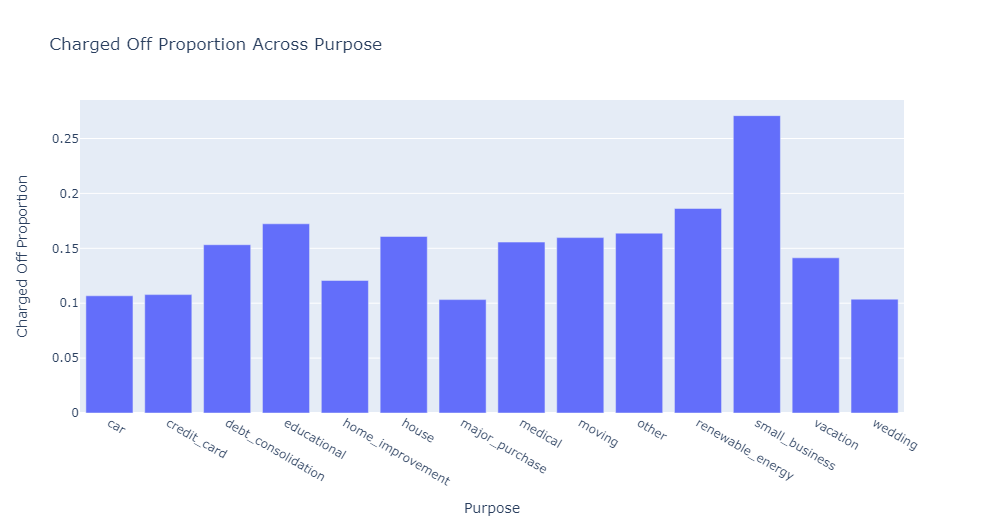 Charged Off Proportion Across Purpose
Charged Off Proportion
0.25
0.2
0.15
0.1
0.05
0
car
credit_card
debt_consolidation
educational
home_improvement
house
major_purchase
medical
moving
other
renewable_energy
small_business
vacation
wedding
Purpose